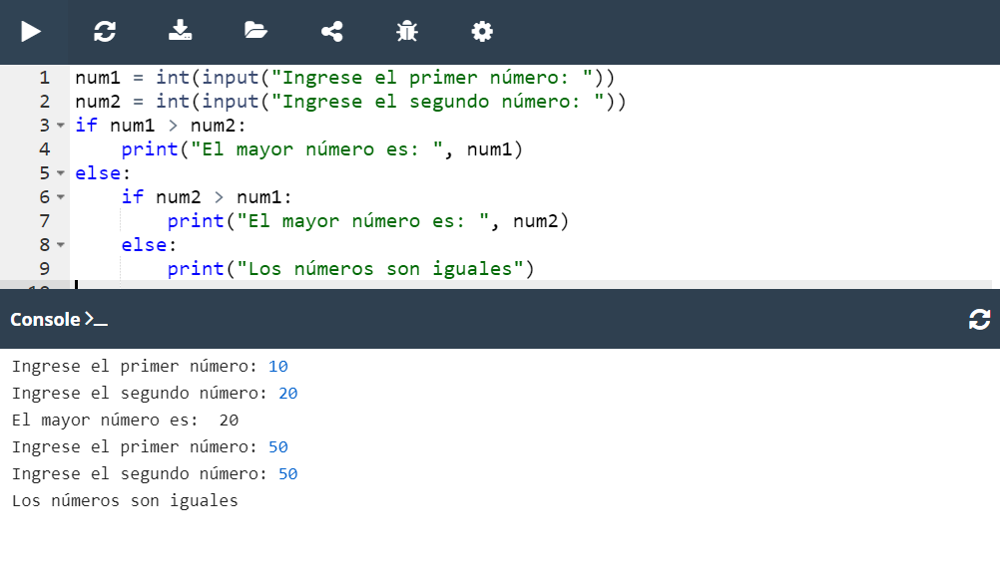 1 num1 = int(input("Ingrese el primer número: "))
2 num2 = int(input("Ingrese el segundo número: "))
3 if num1 > num2:
4     print("El mayor número es: ", num1)
5 else:
6     if num2 > num1:
7         print("El mayor número es: ", num2)
8     else:
9         print("Los números son iguales")
10
Console >_
Ingrese el primer número: 10
Ingrese el segundo número: 20
El mayor número es:  20
Ingrese el primer número: 50
Ingrese el segundo número: 50
Los números son iguales